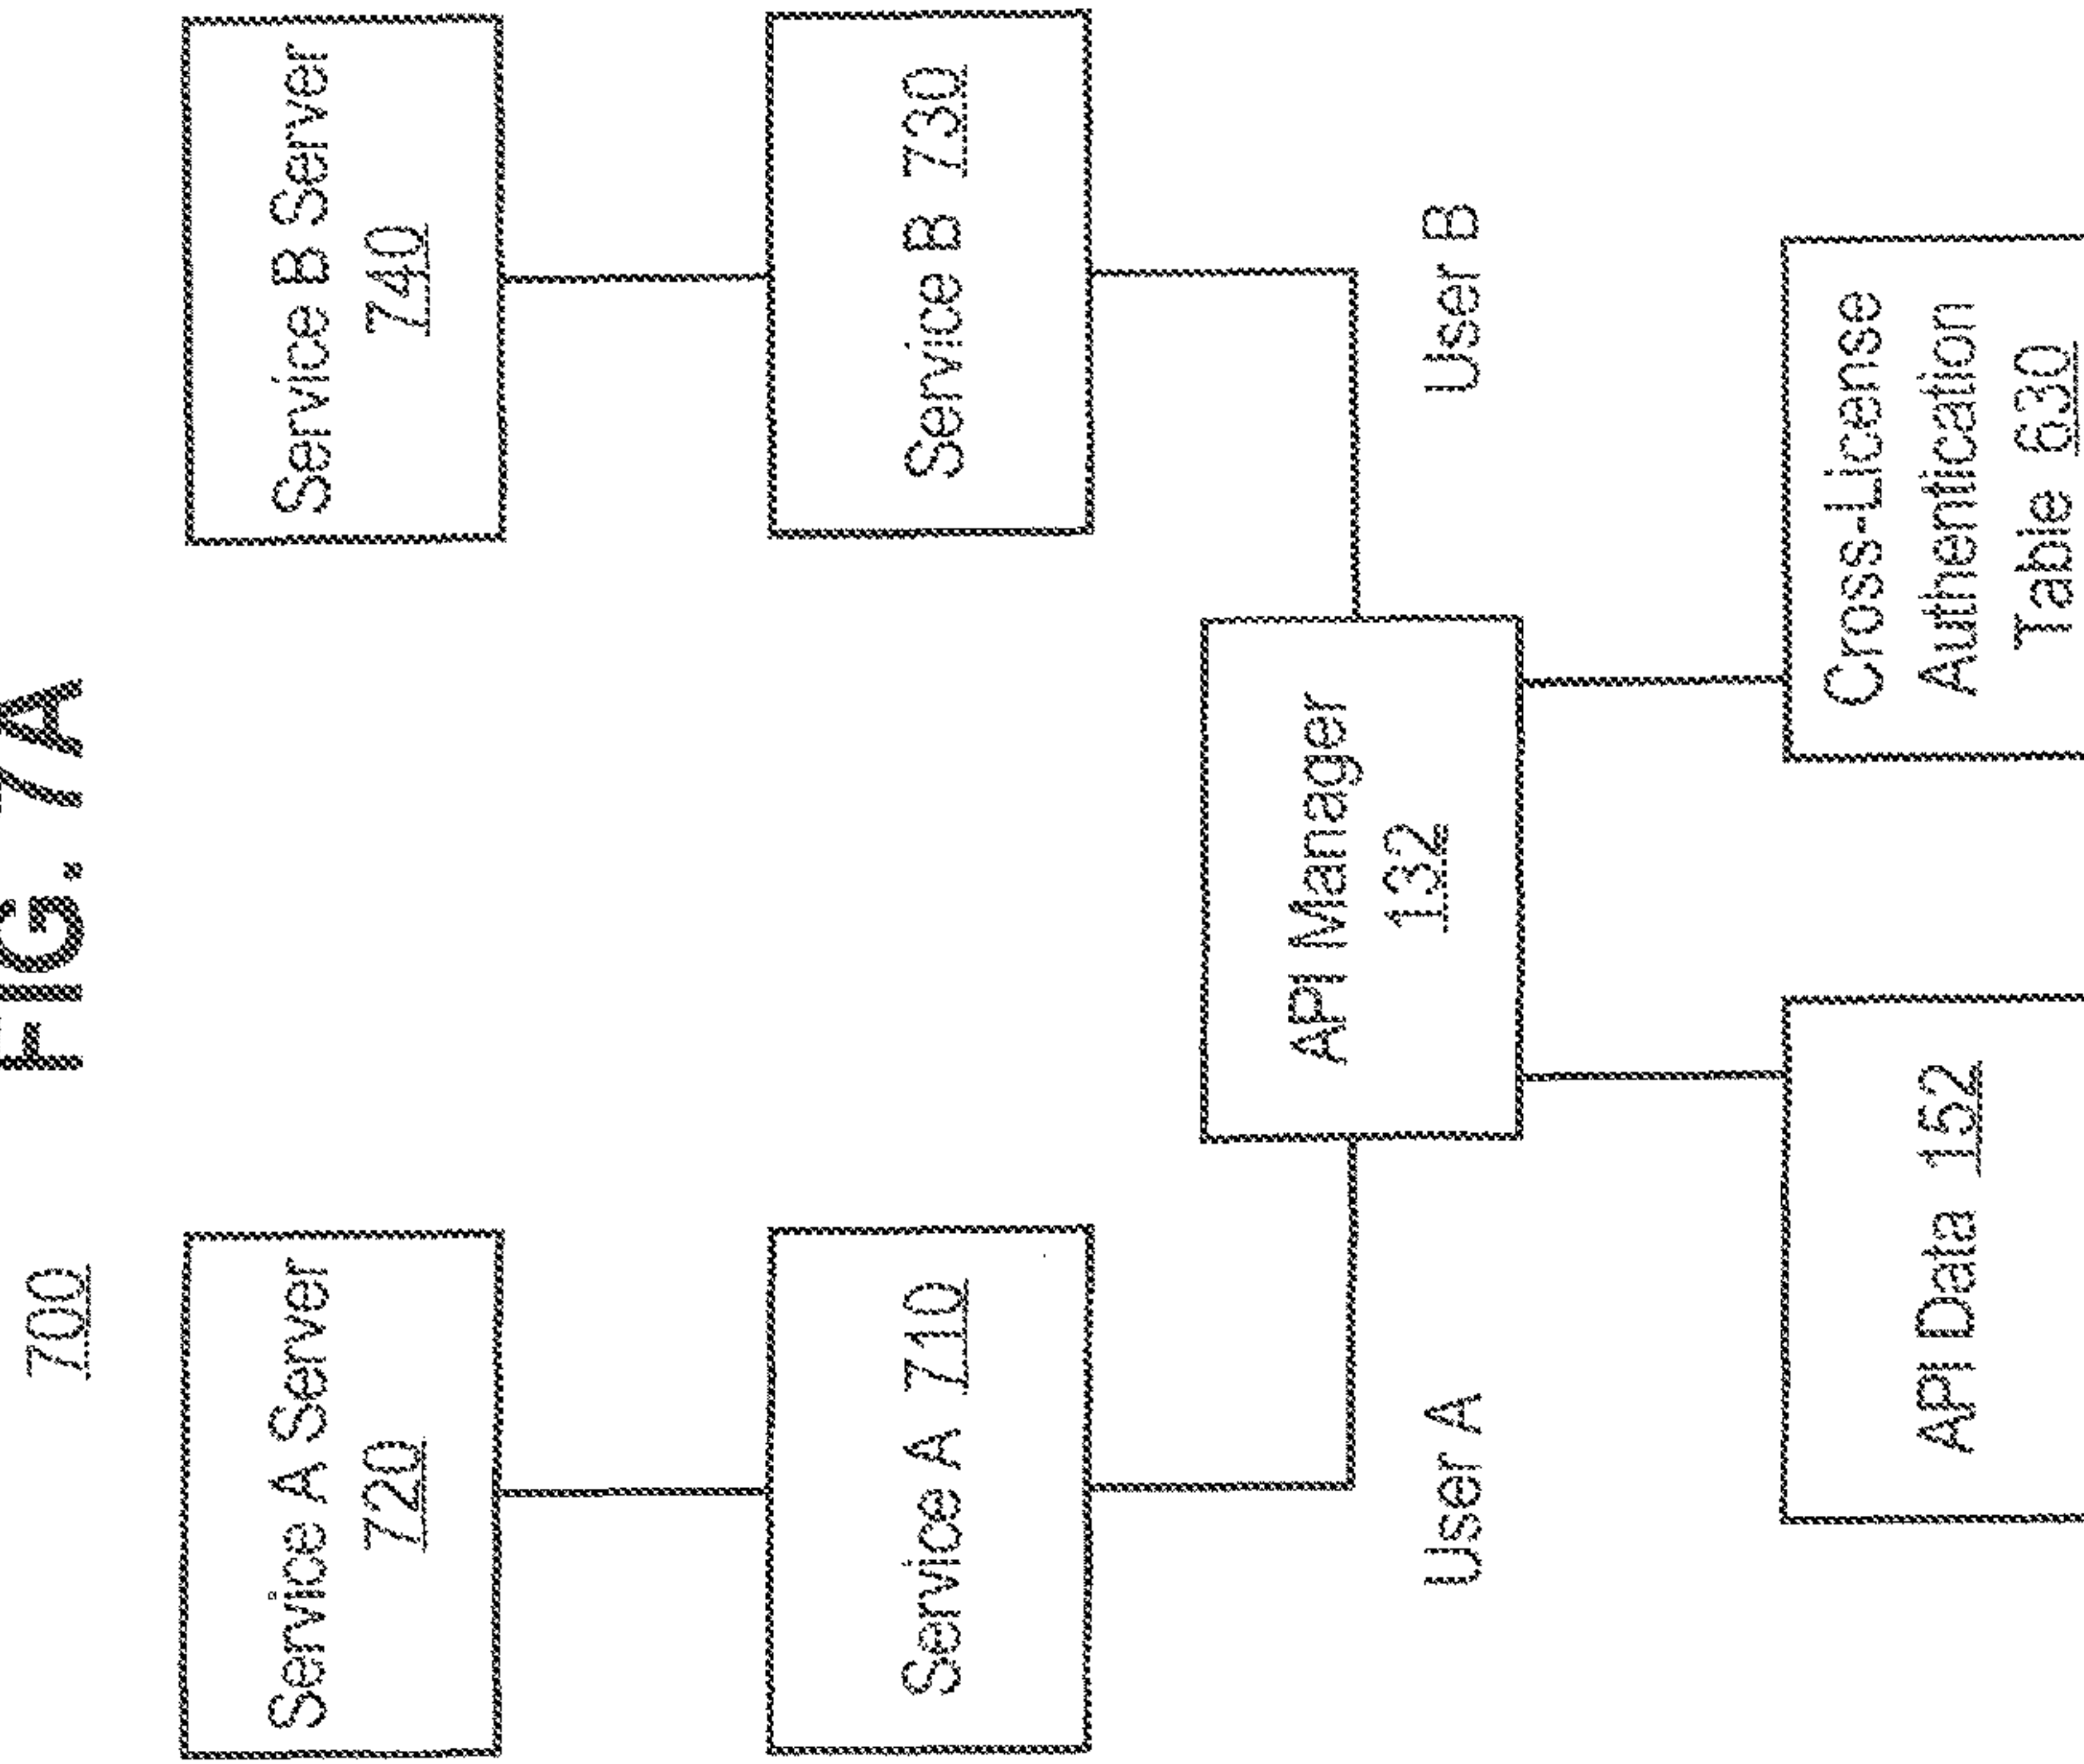 FIG. 7A
700
Service A Server
720
Service B Server
740
Service A 710
Service B 730
API Manager
132
User A
User B
API Data 152
Cross-License
Authentication
Table 630